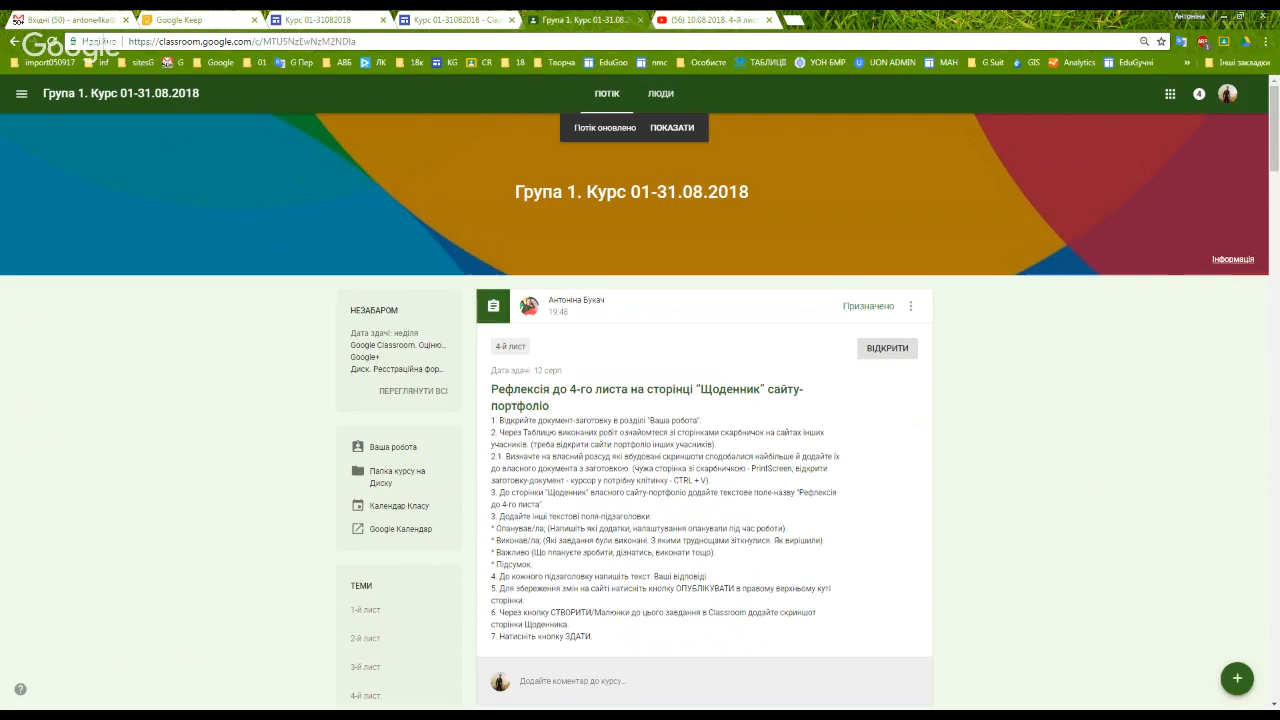 Вхідні (50) - antone4ka@
Google Keep
Курс 01-31082018
Курс 01-31082018 - Cla
Група 1. Курс 01-31.08
(56) 10.08.2018. 4-й лист
Антоніна
Google
https://classroom.google.com/c/MTU5NzEwNzM2NDIa
import050917
inf
sitesG
G
Google
01
G Пер
АВБ
ЛК
18к
KG
CR
18
Творча
EduGoo
nmc
Особисте
ТАБЛИЦІ
УОН БМР
UON ADMIN
МАН
G Suit
GIS
Analytics
EduGучні
»
Інші закладки
Група 1. Курс 01-31.08.2018
ПОТІК
ЛЮДИ
4
Потік оновлено ПОКАЗАТИ
Група 1. Курс 01-31.08.2018
Інформація
НЕЗАБАРОМ
Дата здачі: неділя
Google Classroom. Оціню...
Google+
Диск. Реєстраційна фор...
ПЕРЕГЛЯНУТИ ВСІ
Ваша робота
Папка курсу на
Диску
Календар Класу
Google Календар
ТЕМИ
1-й лист
2-й лист
3-й лист
4-й лист
Антоніна Букач
19:48
Призначено
4-й лист
ВІДКРИТИ
Дата здачі: 12 серп.
Рефлексія до 4-го листа на сторінці "Щоденник" сайту-
портфоліо
1. Відкрийте документ-заготовку в розділі "Ваша робота".
2. Через Таблицю виконаних робіт ознайомтеся зі сторінками скарбничок на сайтах інших
учасників. (треба відкрити сайти портфоліо інших учасників).
2.1. Визначте на власний розсуд які вбудовані скриншоти сподобалися найбільше й додайте їх
до власного документа з заготовкою. (чужа сторінка зі скарбничкою - PrintScreen; відкрити
заготовку-документ - курсор у потрібну клітинку - CTRL + V).
3. До сторінки "Щоденник" власного сайту-портфоліо додайте текстове поле-назву "Рефлексія
до 4-го листа".
3. Додайте інші текстові поля-підзаголовки:
* Опанував/ла; (Напишіть які додатки, налаштування опанували під час роботи).
* Виконав/ла; (Які завдання були виконані. З якими труднощами зіткнулися. Як вирішили).
* Важливо (Що плануєте зробити, дізнатись, виконати тощо).
* Підсумок.
4. До кожного підзаголовку напишіть текст. Ваші відповіді.
5. Для збереження змін на сайті натисніть кнопку ОПУБЛІКУВАТИ в правому верхньому куті
сторінки.
6. Через кнопку СТВОРИТИ/Малюнки до цього завдання в Classroom додайте скриншот
сторінки Щоденника.
7. Натисніть кнопку ЗДАТИ.
Додайте коментар до курсу...